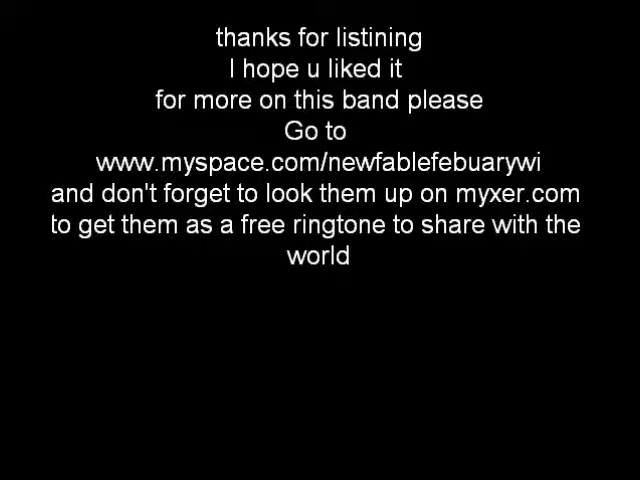 thanks for listining
I hope u liked it
for more on this band please
Go to
www.myspace.com/newfablefebuarywi
and don't forget to look them up on myxer.com
to get them as a free ringtone to share with the
world